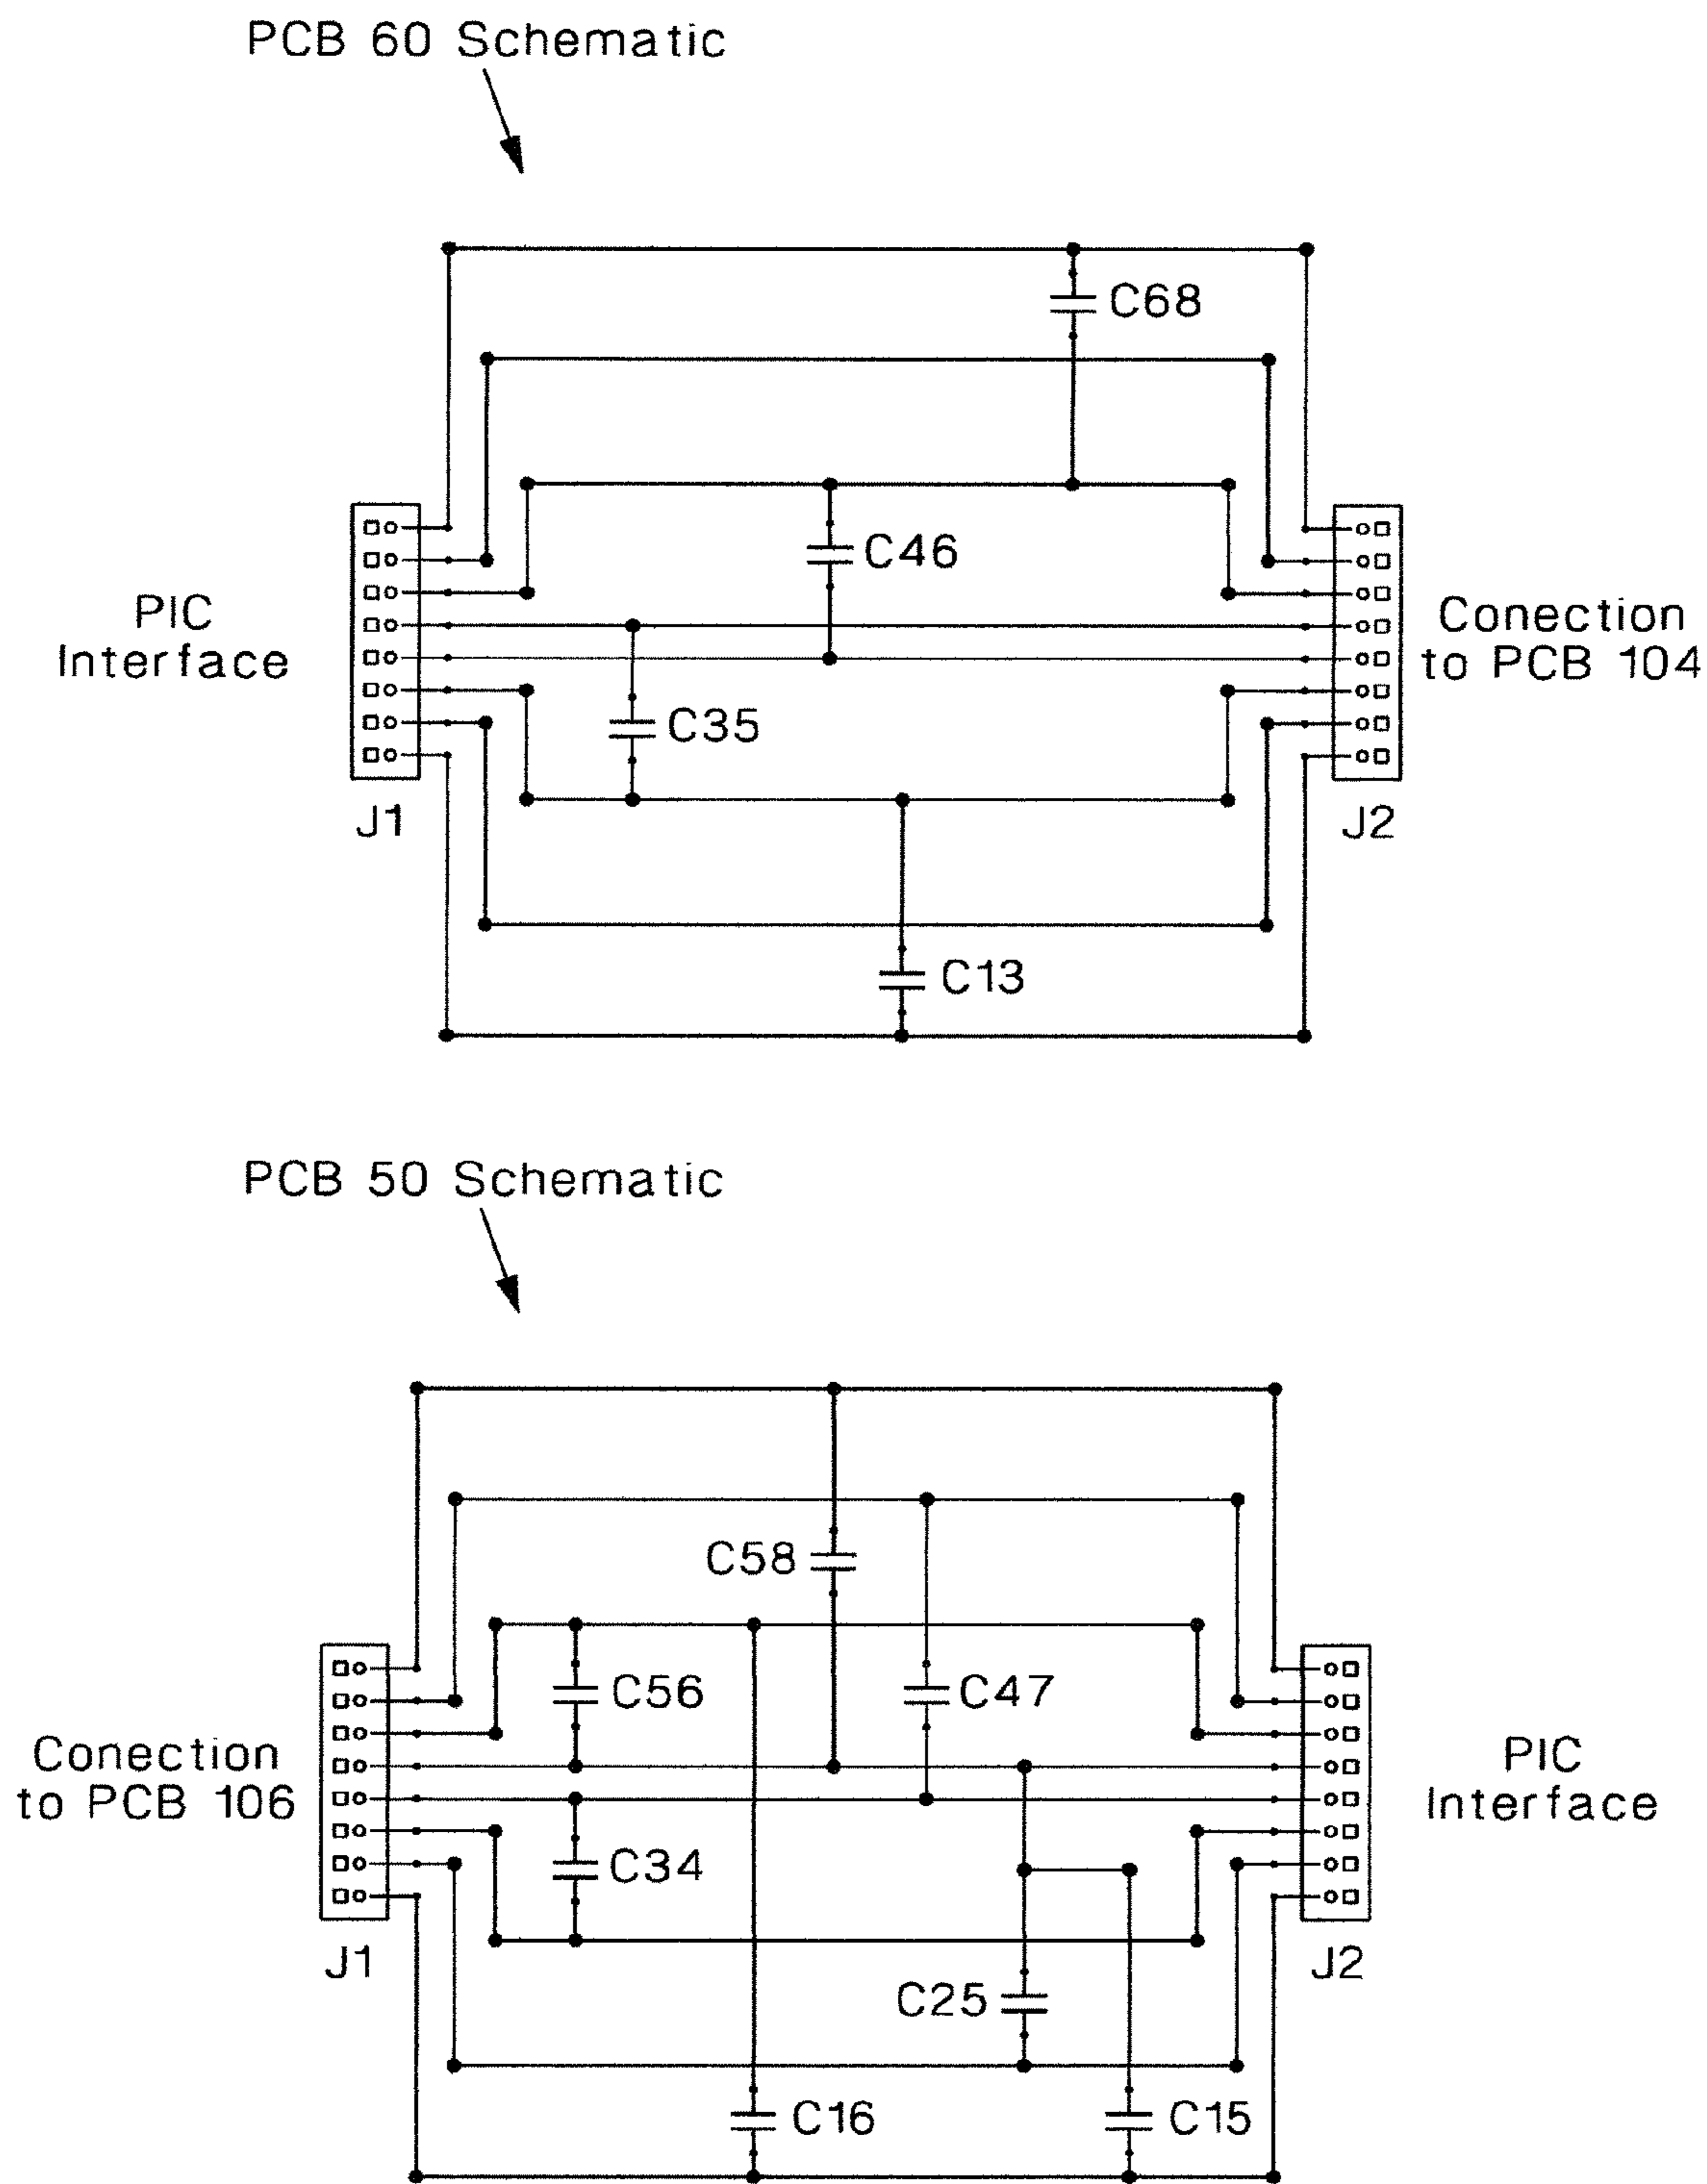 PCB 60 Schematic
C68
C46
PIC
Interface
Conection
to PCB 104
C35
J1
J2
C13
PCB 50 Schematic
C58
C56
C47
Conection
to PCB 106
PIC
Interface
C34
J1
J2
C25
C16
C15